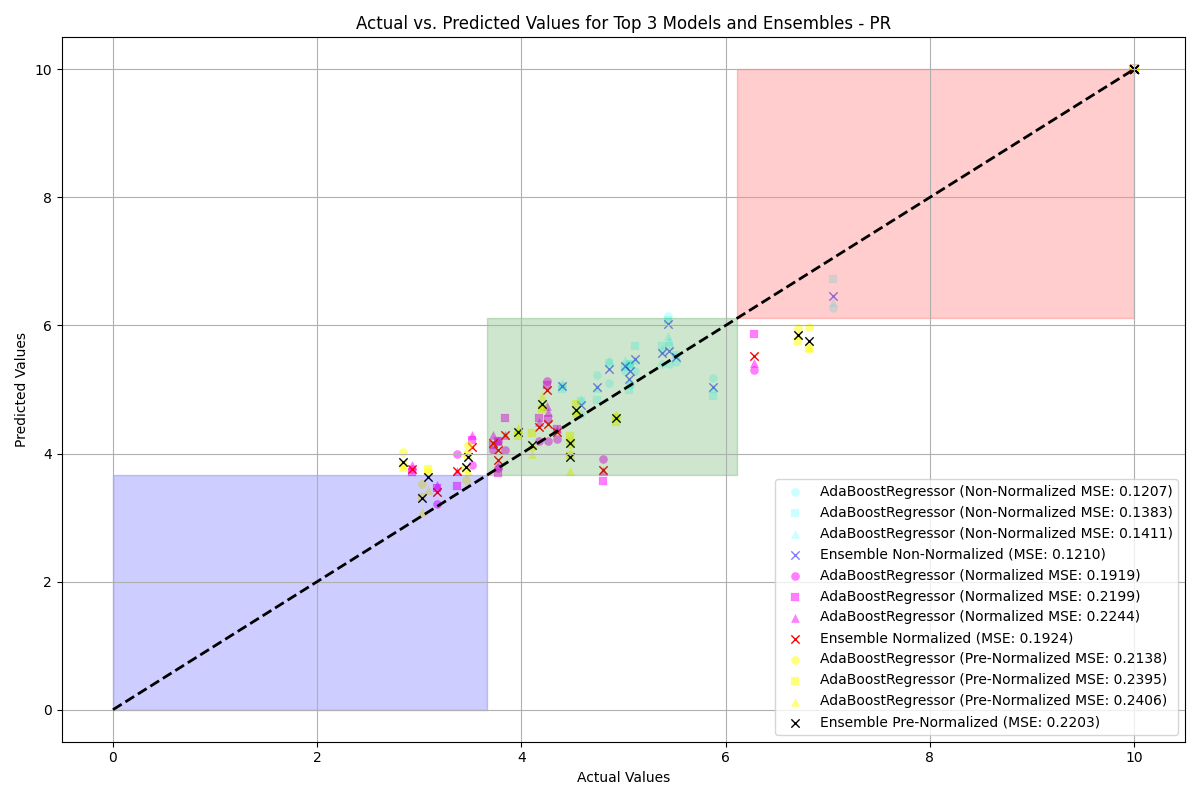 Actual vs. Predicted Values for Top 3 Models and Ensembles - PR
Predicted Values
10
8
6
4
2
0
AdaBoostRegressor (Non-Normalized MSE: 0.1207)
AdaBoostRegressor (Non-Normalized MSE: 0.1383)
AdaBoostRegressor (Non-Normalized MSE: 0.1411)
Ensemble Non-Normalized (MSE: 0.1210)
AdaBoostRegressor (Normalized MSE: 0.1919)
AdaBoostRegressor (Normalized MSE: 0.2199)
AdaBoostRegressor (Normalized MSE: 0.2244)
Ensemble Normalized (MSE: 0.1924)
AdaBoostRegressor (Pre-Normalized MSE: 0.2138)
AdaBoostRegressor (Pre-Normalized MSE: 0.2395)
AdaBoostRegressor (Pre-Normalized MSE: 0.2406)
Ensemble Pre-Normalized (MSE: 0.2203)
0 2 4 6 8 10
Actual Values